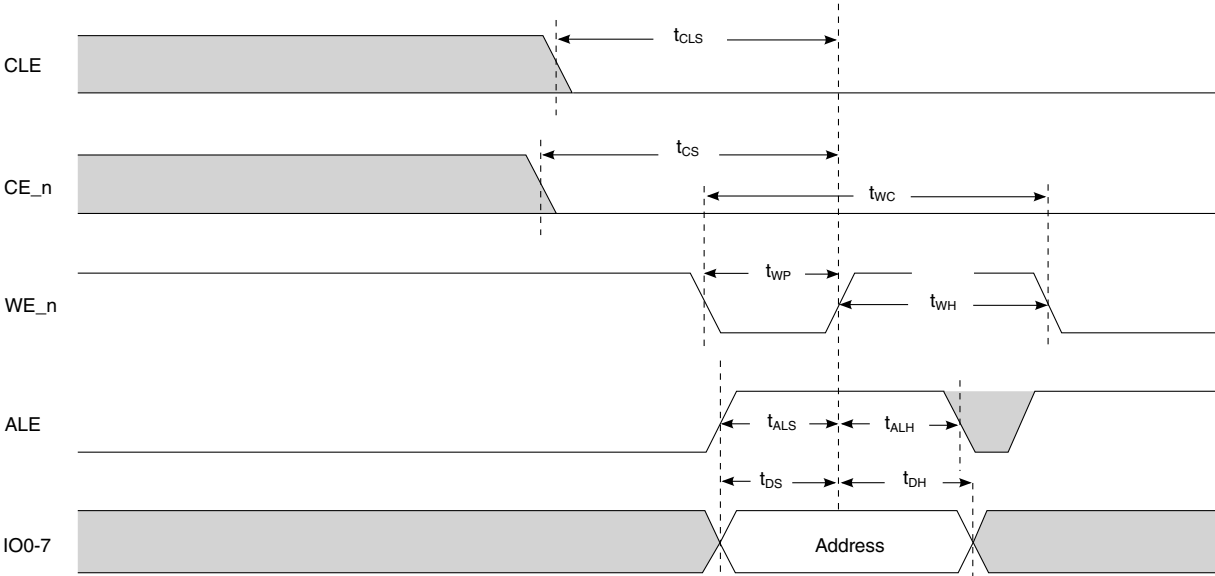 CLE
tCLS
CE_n
tCS
tWC
WE_n
tWP
tWH
ALE
tALS
tALH
tDS
tDH
IO0-7
Address